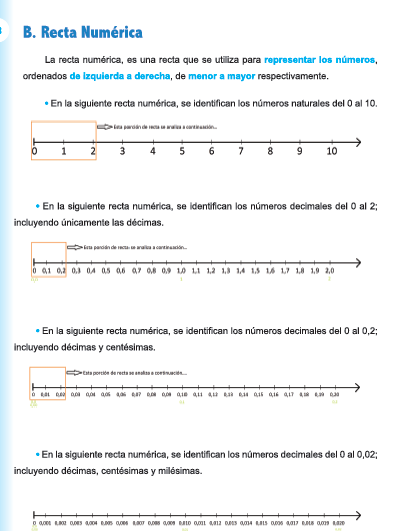 B. Recta Numérica
La recta numérica, es una recta que se utiliza para representar los números,
ordenados de izquierda a derecha, de menor a mayor respectivamente.
• En la siguiente recta numérica, se identifican los números naturales del 0 al 10.
Esta porción de recta se analiza a continuación...
0 1 2 3 4 5 6 7 8 9 10
• En la siguiente recta numérica, se identifican los números decimales del 0 al 2;
incluyendo únicamente las décimas.
Esta porción de recta se analiza a continuación...
0 0,1 0,2 0,3 0,4 0,5 0,6 0,7 0,8 0,9 1,0 1,1 1,2 1,3 1,4 1,5 1,6 1,7 1,8 1,9 2,0
• En la siguiente recta numérica, se identifican los números decimales del 0 al 0,2;
incluyendo décimas y centésimas.
Esta porción de recta se analiza a continuación...
0 0,01 0,02 0,03 0,04 0,05 0,06 0,07 0,08 0,09 0,10 0,11 0,12 0,13 0,14 0,15 0,16 0,17 0,18 0,19 0,20
• En la siguiente recta numérica, se identifican los números decimales del 0 al 0,02;
incluyendo décimas, centésimas y milésimas.
0 0,001 0,002 0,003 0,004 0,005 0,006 0,007 0,008 0,009 0,010 0,011 0,012 0,013 0,014 0,015 0,016 0,017 0,018 0,019 0,020